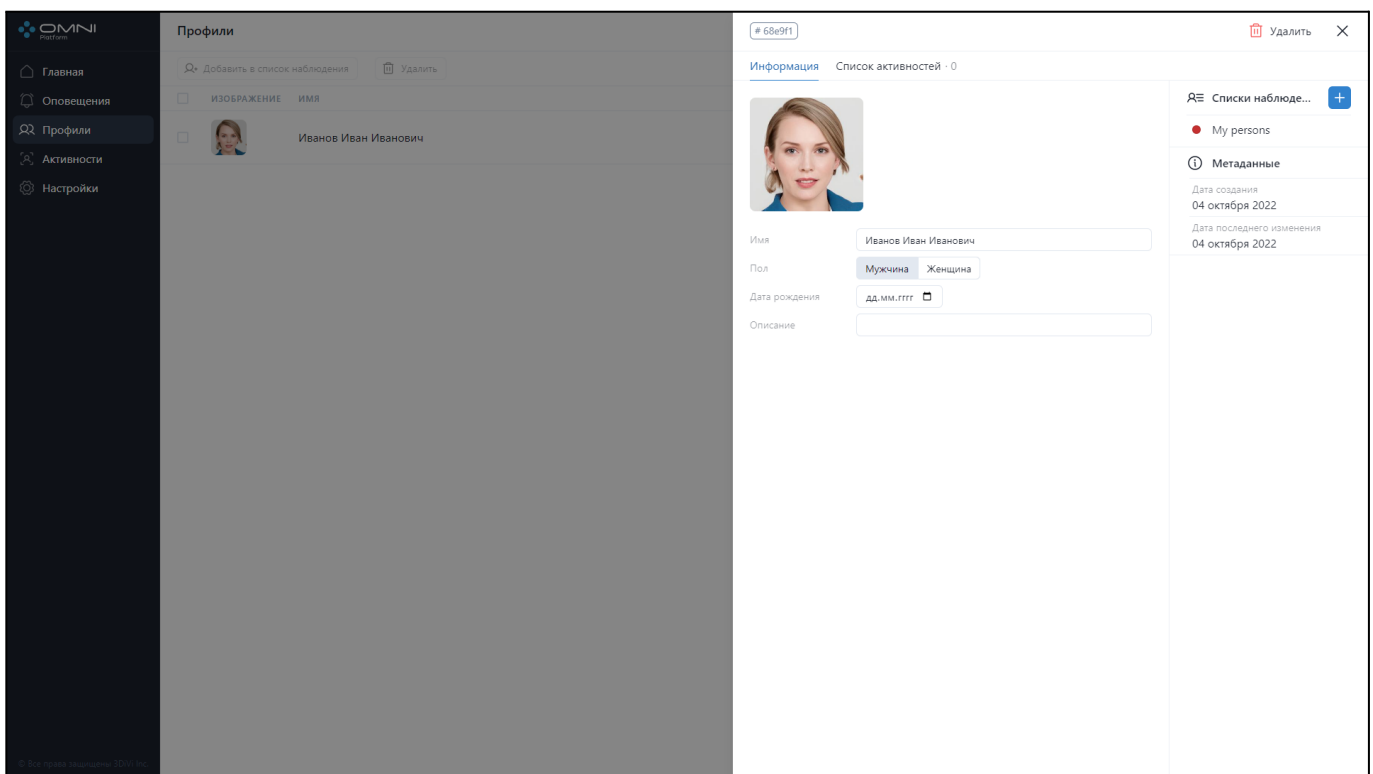 OMNI
Platform
Главная
Оповещения
Профили
Активности
Настройки
© Все права защищены 3DiVi Inc.
Профили
Добавить в список наблюдения
Удалить
ИЗОБРАЖЕНИЕ ИМЯ
Иванов Иван Иванович
# 68e9f1
Удалить
Информация Список активностей · 0
Имя Иванов Иван Иванович
Пол Мужчина Женщина
Дата рождения дд.мм.гггг
Описание
Списки наблюде...
My persons
Метаданные
Дата создания
04 октября 2022
Дата последнего изменения
04 октября 2022